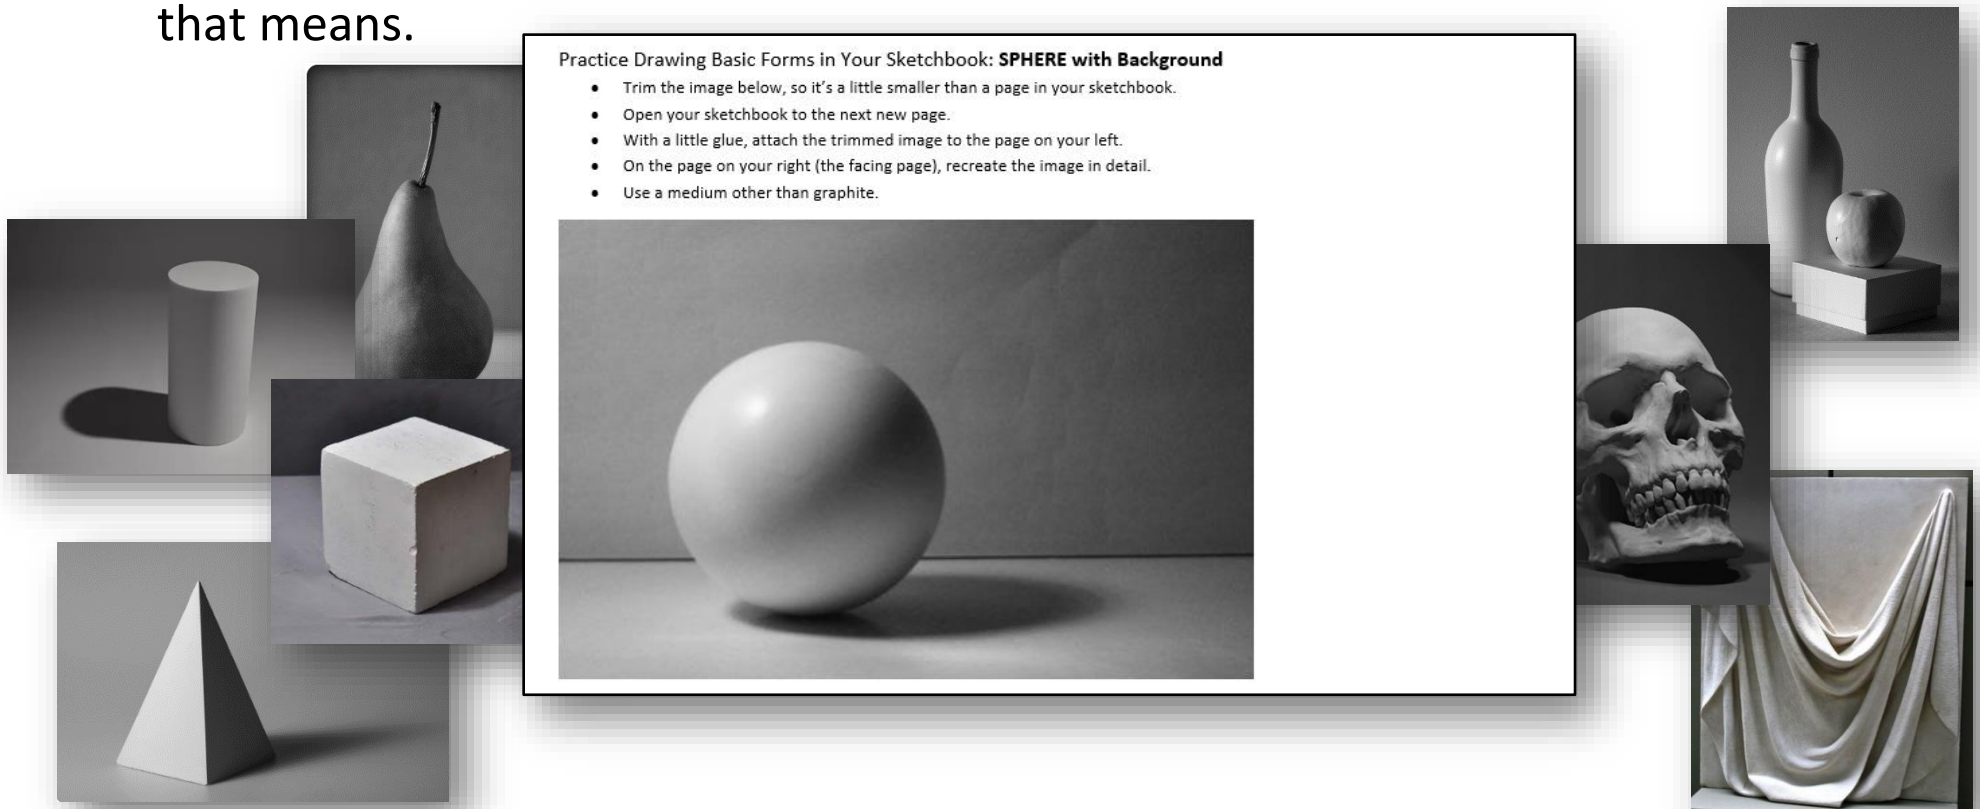 that means.
Practice Drawing Basic Forms in Your Sketchbook: SPHERE with Background
• Trim the image below, so it's a little smaller than a page in your sketchbook.
• Open your sketchbook to the next new page.
• With a little glue, attach the trimmed image to the page on your left.
• On the page on your right (the facing page), recreate the image in detail.
• Use a medium other than graphite.